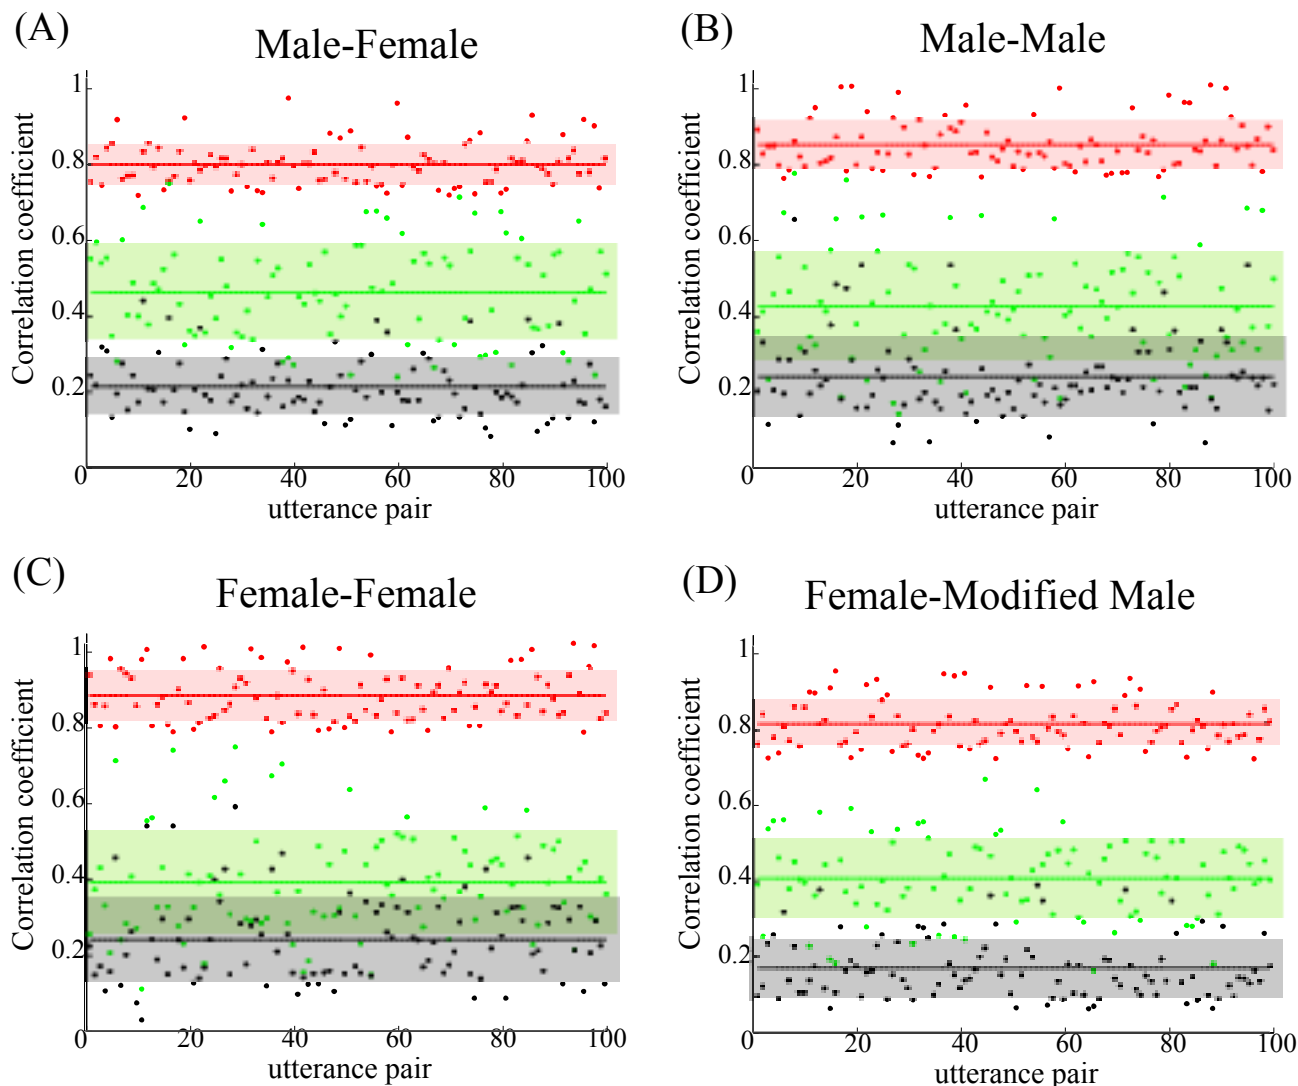 (A)
Male-Female
Correlation coefficient
1
0.8
0.6
0.4
0.2
0 20 40 60 80 100
utterance pair
(B)
Male-Male
Correlation coefficient
1
0.8
0.6
0.4
0.2
0 20 40 60 80 100
utterance pair
(C)
Female-Female
Correlation coefficient
1
0.8
0.6
0.4
0.2
0 20 40 60 80 100
utterance pair
(D)
Female-Modified Male
Correlation coefficient
1
0.8
0.6
0.4
0.2
0 20 40 60 80 100
utterance pair